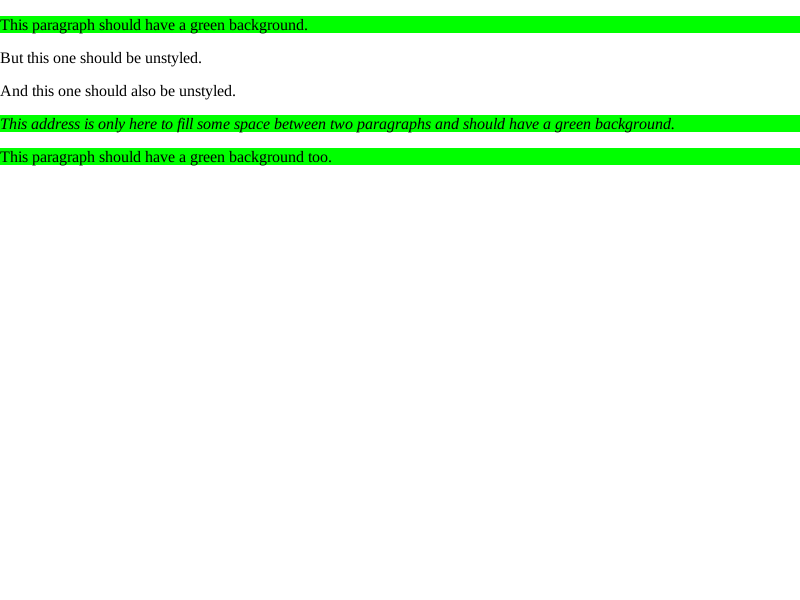 This paragraph should have a green background.
But this one should be unstyled.
And this one should also be unstyled.
This address is only here to fill some space between two paragraphs and should have a green background.
This paragraph should have a green background too.